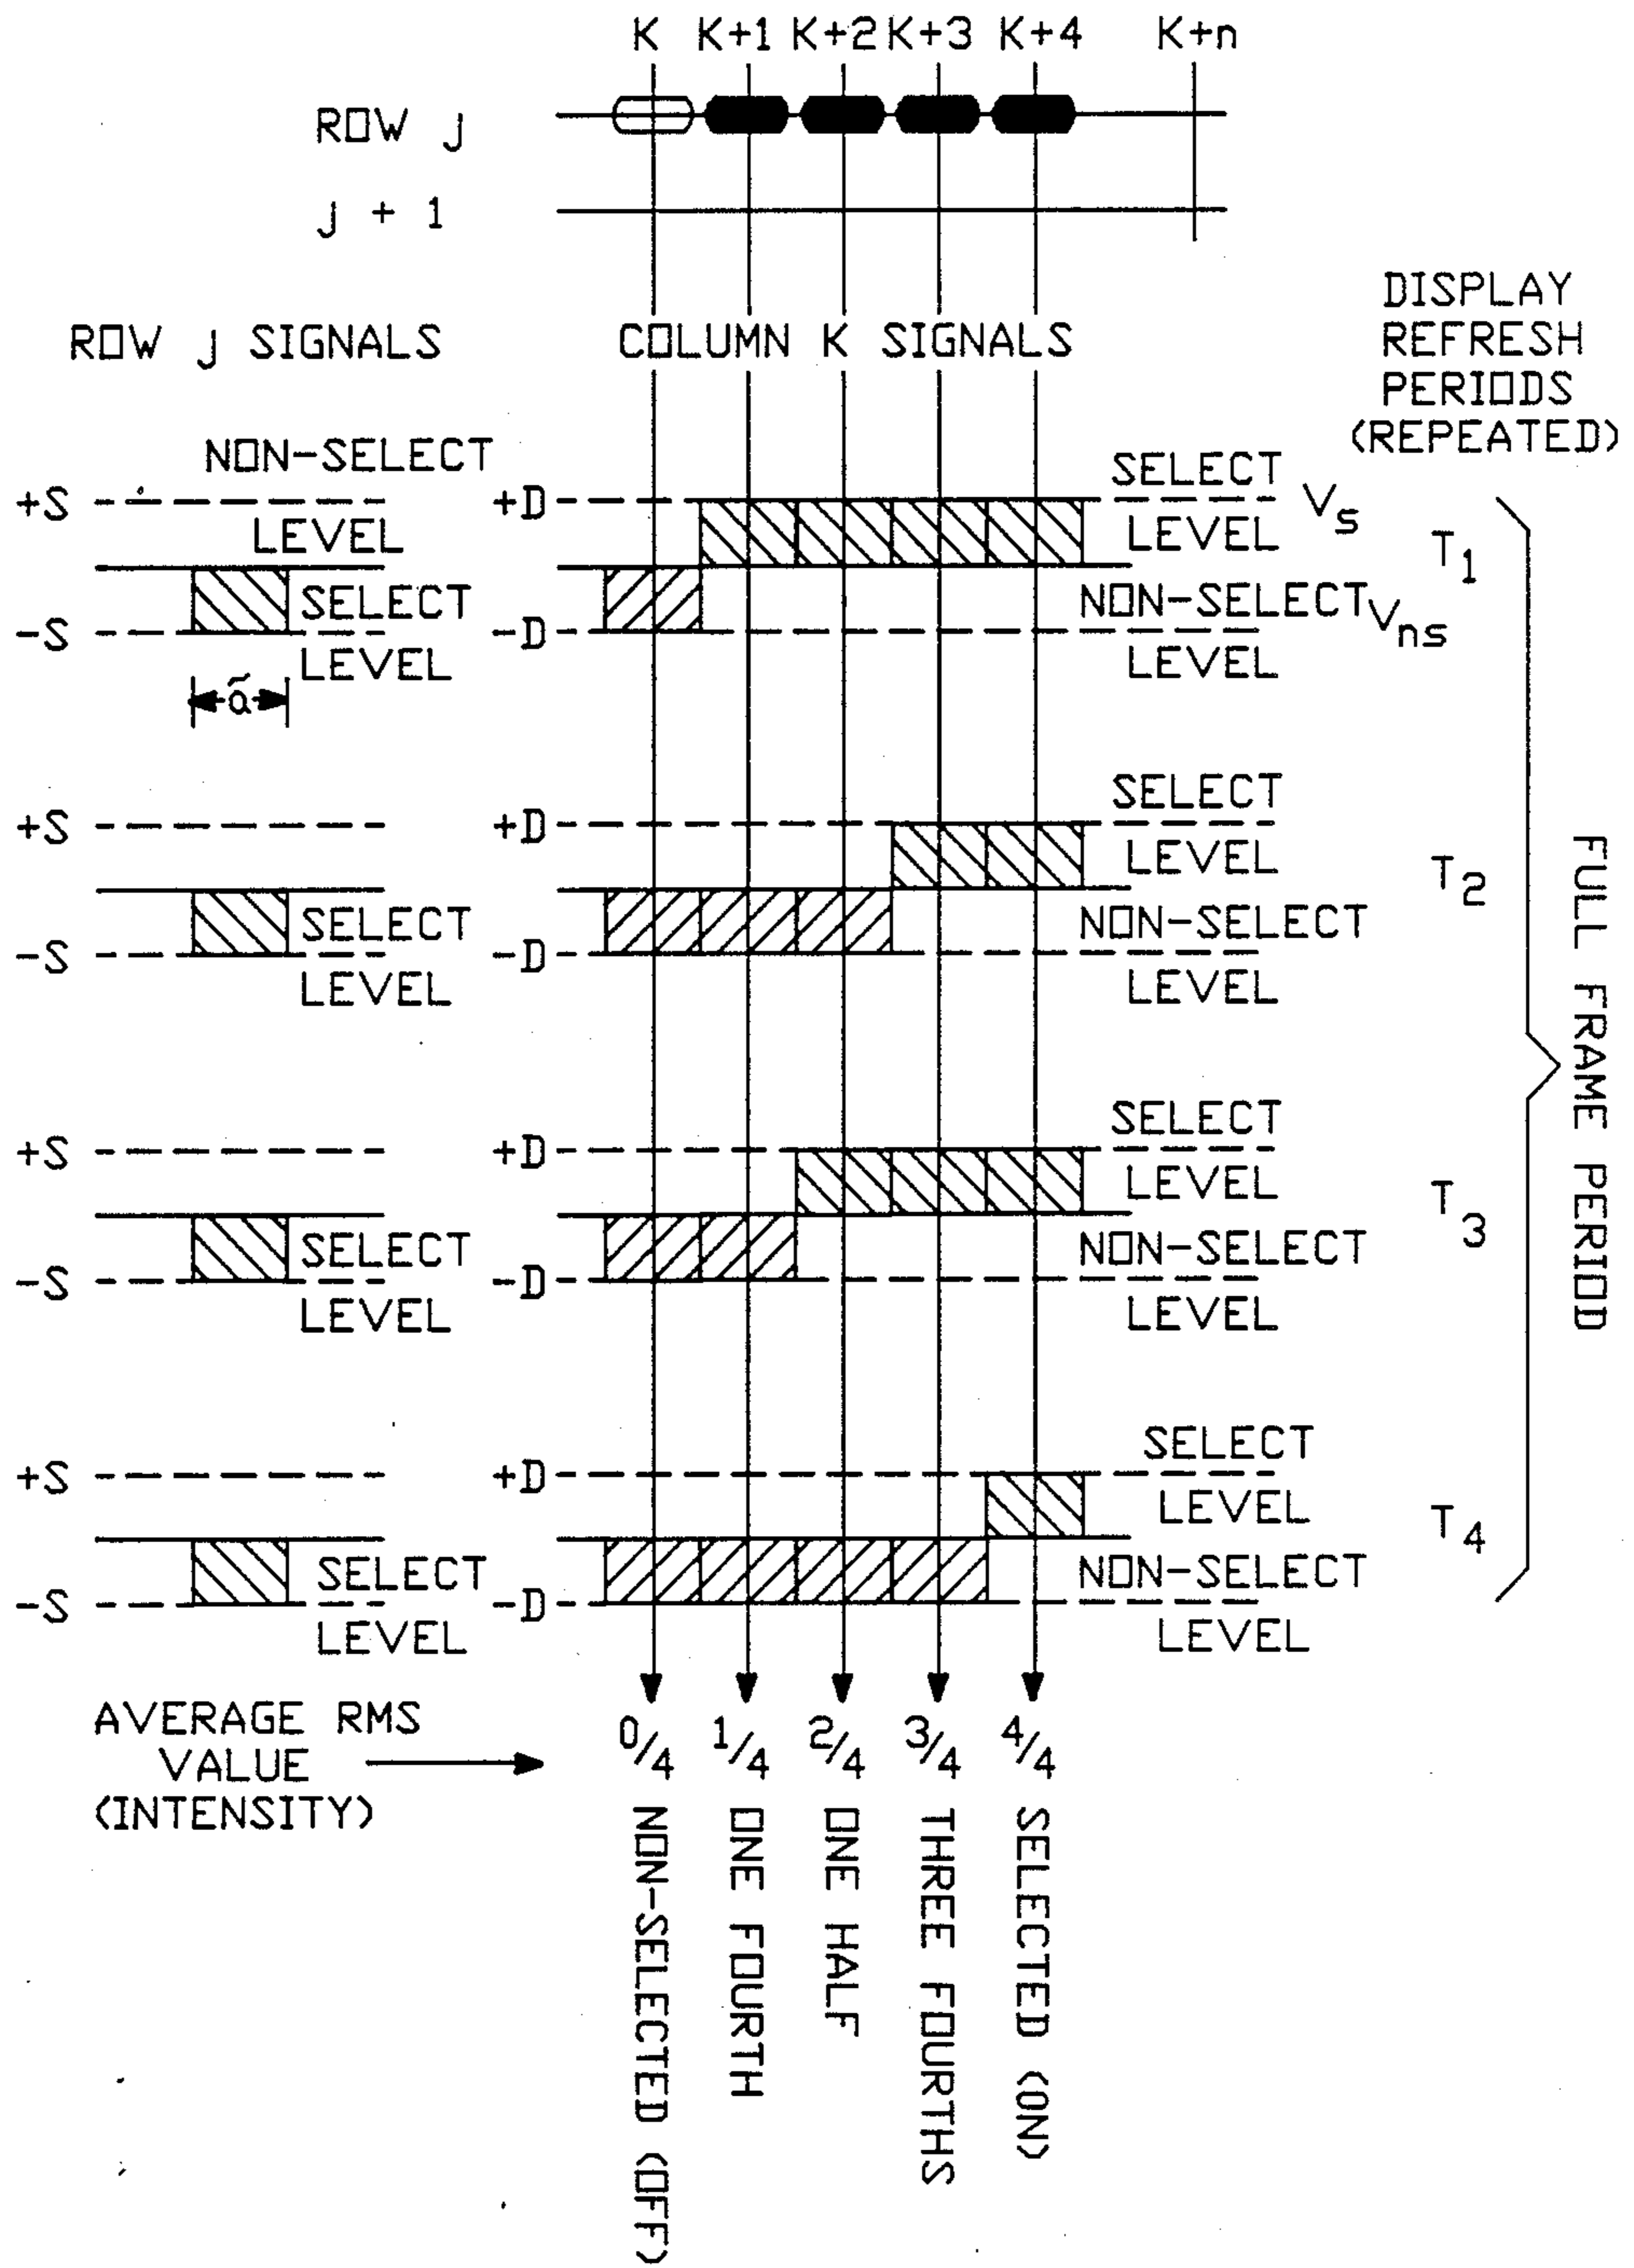 K K+1 K+2 K+3 K+4 K+n
ROW j
j + 1
ROW j SIGNALS
COLUMN K SIGNALS
DISPLAY
REFRESH
PERIODS
(REPEATED)
NON-SELECT
LEVEL
+S
SELECT
LEVEL
-S
ã
+D
SELECT
LEVEL
Vs
-D
NON-SELECT
LEVEL
Vns
T1
+S
SELECT
LEVEL
-S
+D
SELECT
LEVEL
-D
NON-SELECT
LEVEL
T2
+S
SELECT
LEVEL
-S
+D
SELECT
LEVEL
-D
NON-SELECT
LEVEL
T3
+S
SELECT
LEVEL
-S
+D
SELECT
LEVEL
-D
NON-SELECT
LEVEL
T4
FULL FRAME PERIOD
AVERAGE RMS
VALUE
(INTENSITY)
0/4 1/4 2/4 3/4 4/4
NON-SELECTED (OFF)
ONE FOURTH
ONE HALF
THREE FOURTHS
SELECTED (ON)